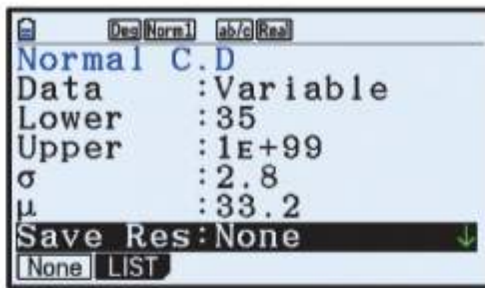 Deg Norm1 ab/c Real
Normal C.D
Data :Variable
Lower :35
Upper :1E+99
σ :2.8
μ :33.2
Save Res:None ↓
None LIST